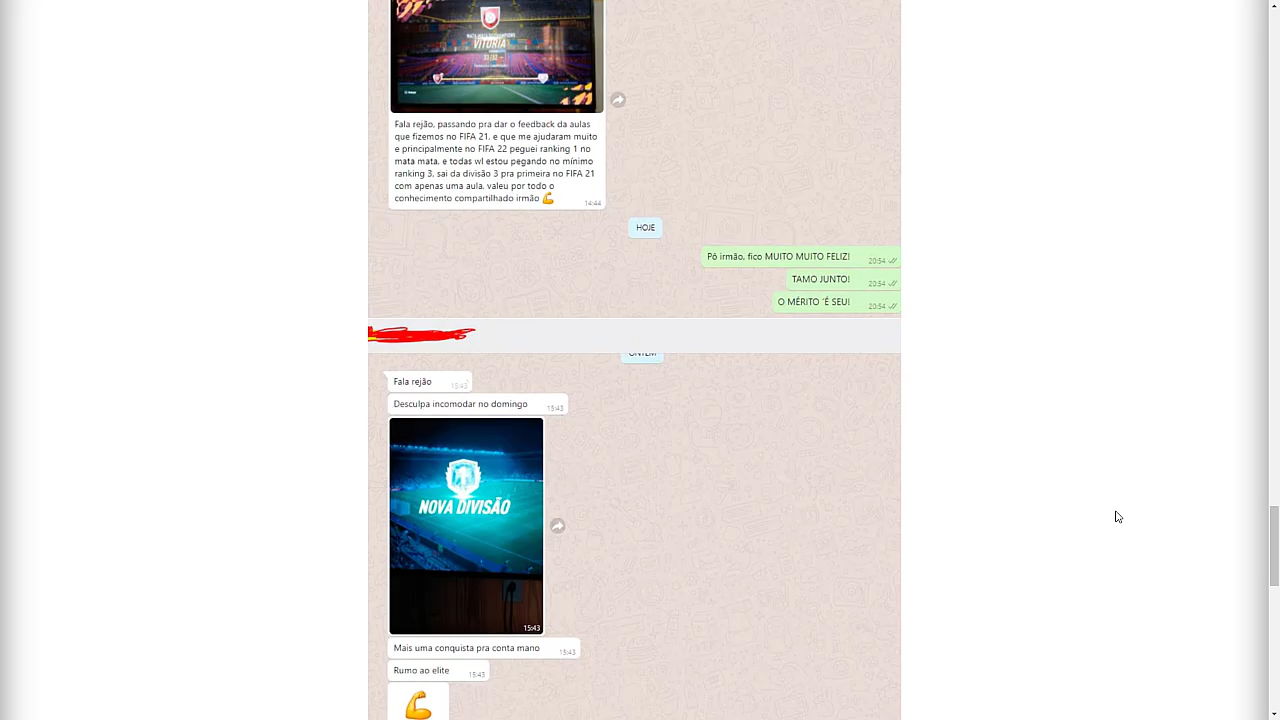 VITÓRIA
Fala rejão, passando pra dar o feedback da aulas
que fizemos no FIFA 21, e que me ajudaram muito
e principalmente no FIFA 22 peguei ranking 1 no
mata mata, e todas wl estou pegando no mínimo
ranking 3, sai da divisão 3 pra primeira no FIFA 21
com apenas uma aula, valeu por todo o
conhecimento compartilhado irmão 💪
14:44
HOJE
Pô irmão, fico MUITO MUITO FELIZ!
20:54
TAMO JUNTO!
20:54
O MÉRITO ´É SEU!
20:54
ONTEM
Fala rejão
15:43
Desculpa incomodar no domingo
15:43
NOVA DIVISÃO
15:43
Mais uma conquista pra conta mano
15:43
Rumo ao elite
15:43
💪